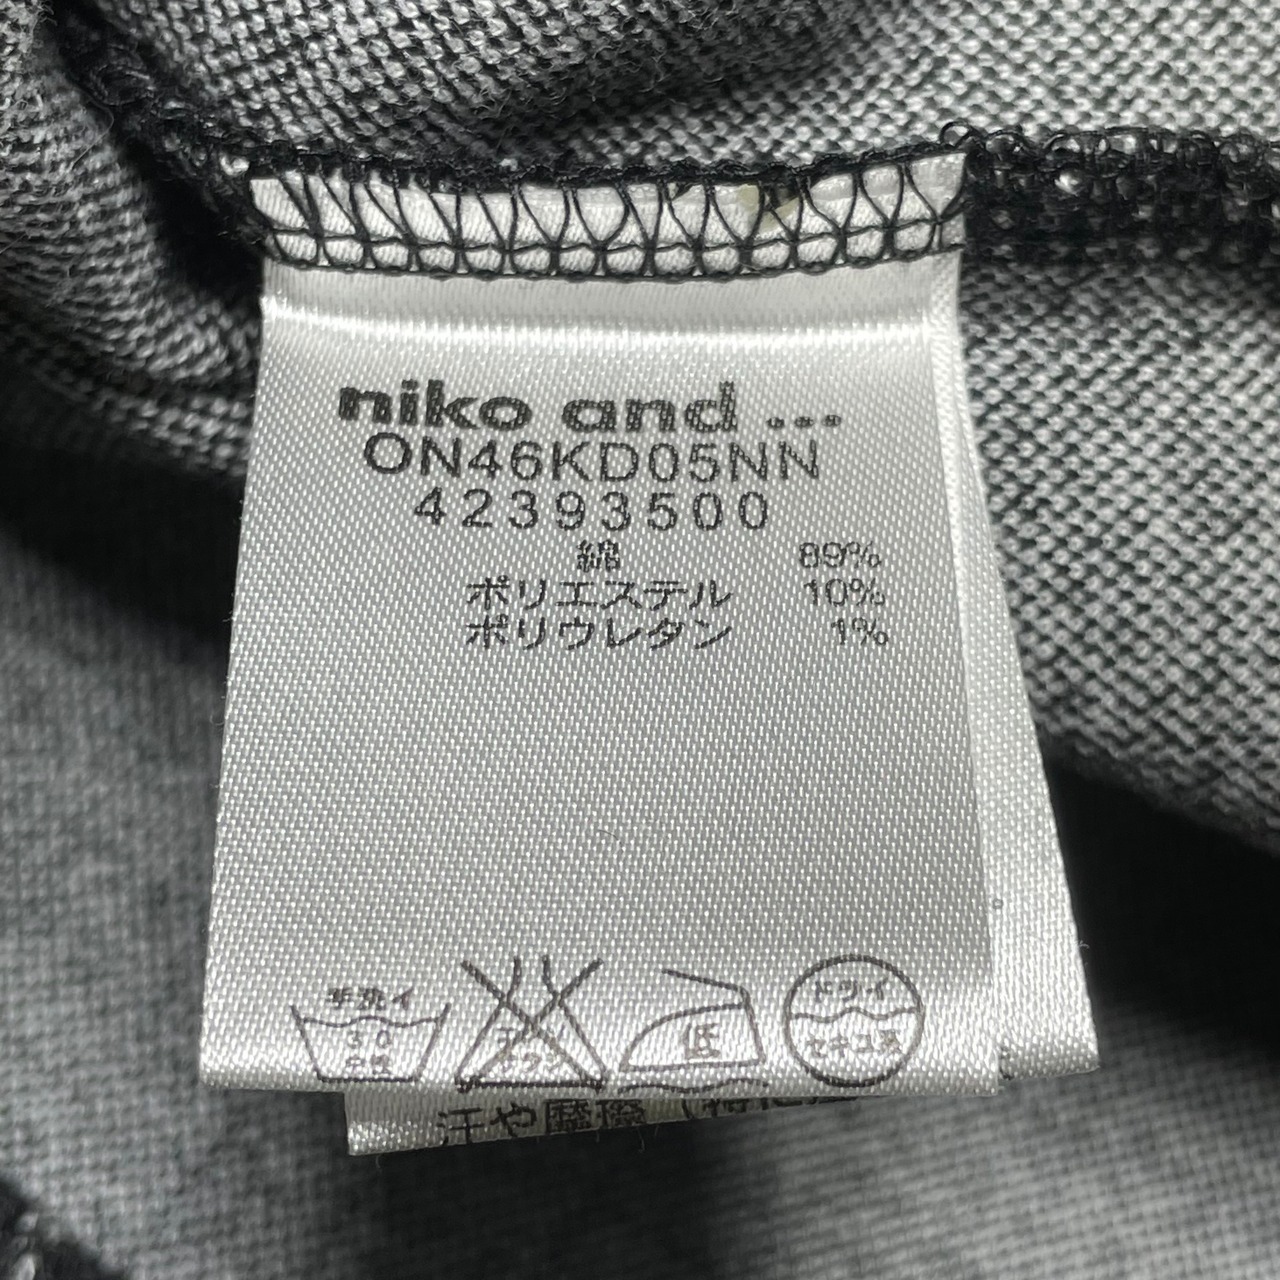 niko and ...
ON46KD05NN
42393500
綿 89%
ポリエステル 10%
ポリウレタン 1%
手洗イ
30
中性
低
ドライ
セキユ系
汗や摩擦